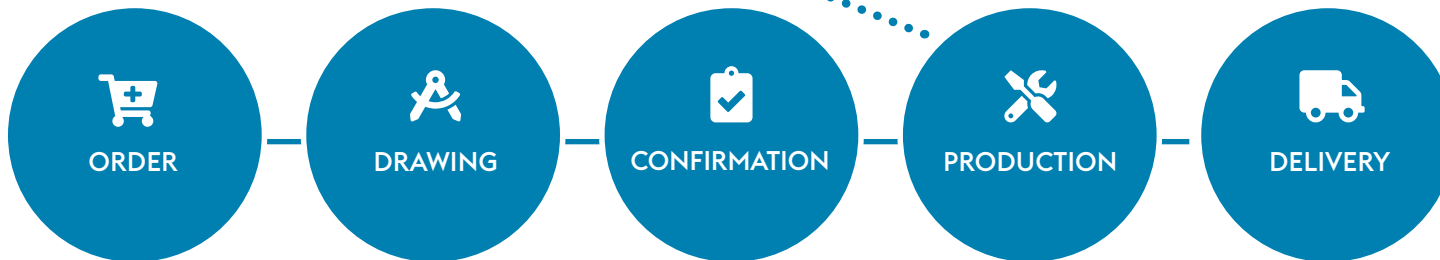 ORDER
DRAWING
CONFIRMATION
PRODUCTION
DELIVERY